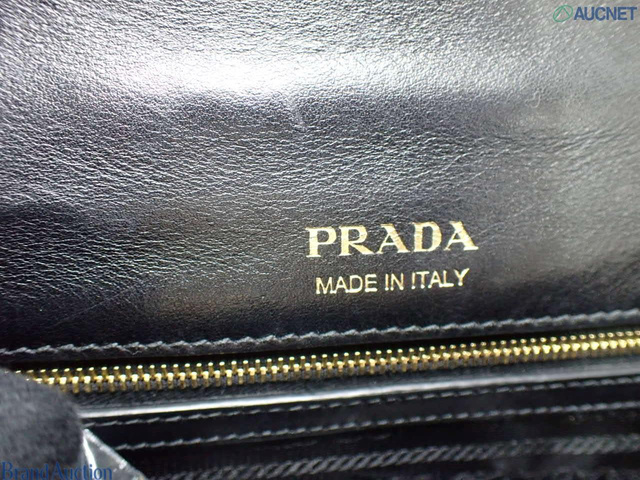 AUCNET
PRADA
MADE IN ITALY
Brand Auction